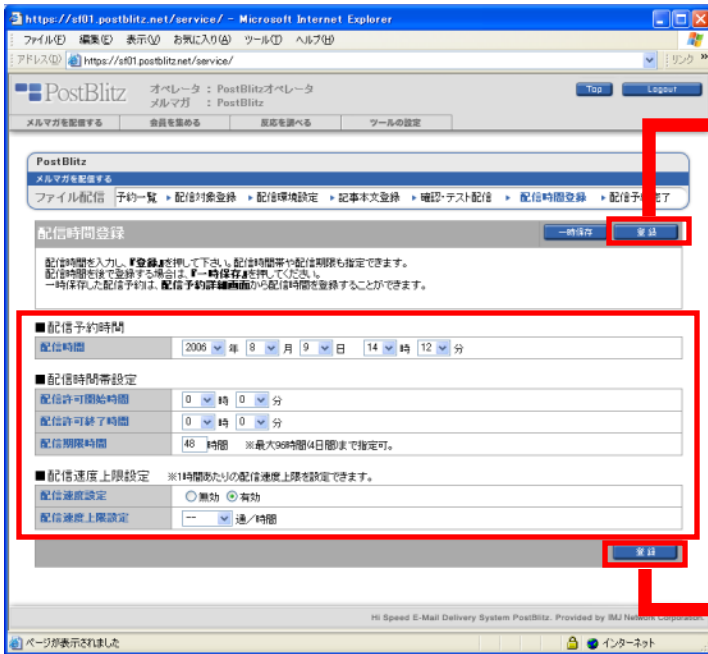 https://sf01.postblitz.net/service/ - Microsoft Internet Explorer
ファイル(F) 編集(E) 表示(V) お気に入り(A) ツール(T) ヘルプ(H)
アドレス(D) https://sf01.postblitz.net/service/ リンク »
PostBlitz オペレータ : PostBlitzオペレータ Top Logout
メルマガ : PostBlitz
メルマガを配信する 会員を集める 反応を調べる ツールの設定
PostBlitz
メルマガを配信する
ファイル配信 予約一覧 ▸ 配信対象登録 ▸ 配信環境設定 ▸ 記事本文登録 ▸ 確認・テスト配信 ▸ 配信時間登録 ▸ 配信予約完了
配信時間登録 一時保存 登録
配信時間を入力し、『登録』を押して下さい。配信時間帯や配信期限も指定できます。
配信時間を後で登録する場合は、『一時保存』を押してください。
一時保存した配信予約は、配信予約詳細画面から配信時間を登録することができます。
■配信予約時間
配信時間 2006 年 8 月 9 日 14 時 12 分
■配信時間帯設定
配信許可開始時間 0 時 0 分
配信許可終了時間 0 時 0 分
配信期限時間 48 時間 ※最大96時間(4日間)まで指定可。
■配信速度上限設定 ※1時間あたりの配信速度上限を設定できます。
配信速度設定 無効 有効
配信速度上限設定 -- 通/時間
登録
Hi Speed E-Mail Delivery System PostBlitz. Provided by IMJ Network Corporation.
ページが表示されました インターネット